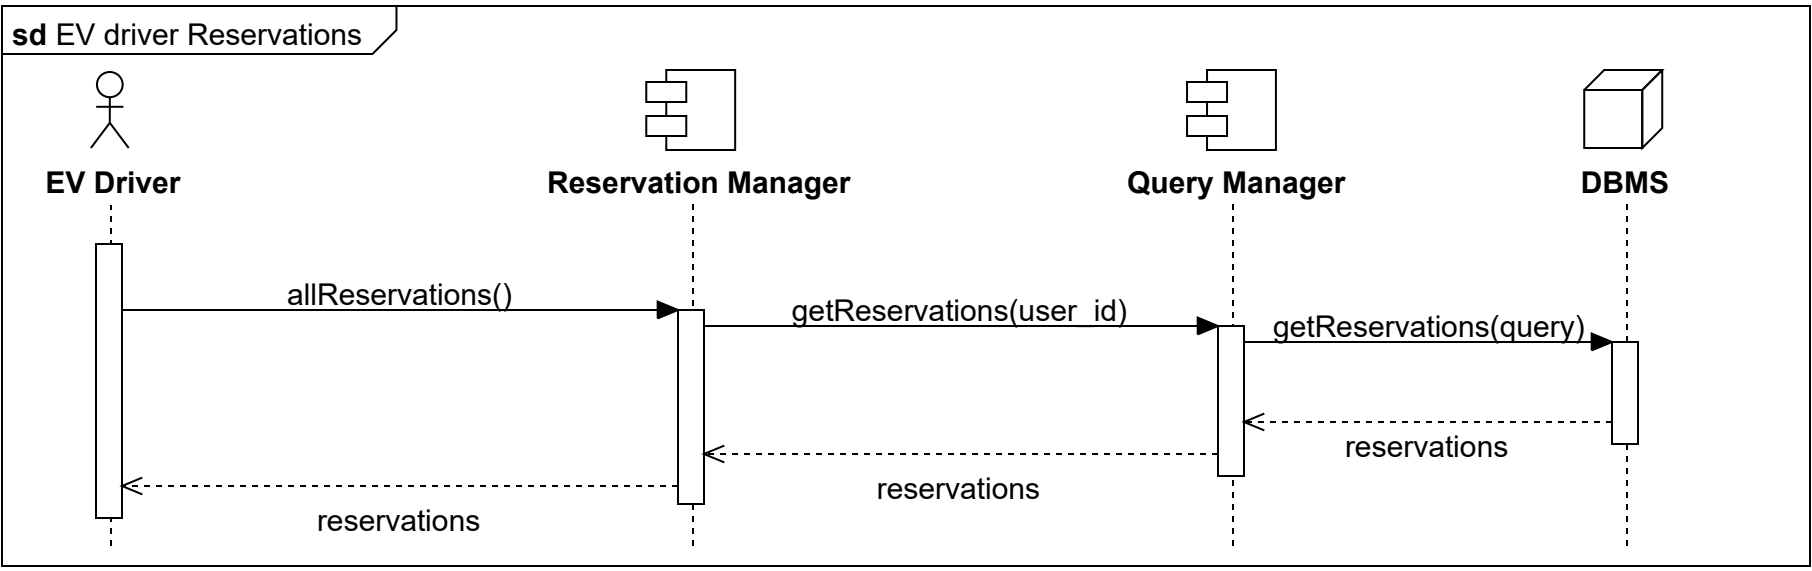 sd EV driver Reservations
EV Driver
Reservation Manager
Query Manager
DBMS
allReservations()
getReservations(user_id)
getReservations(query)
reservations
reservations
reservations